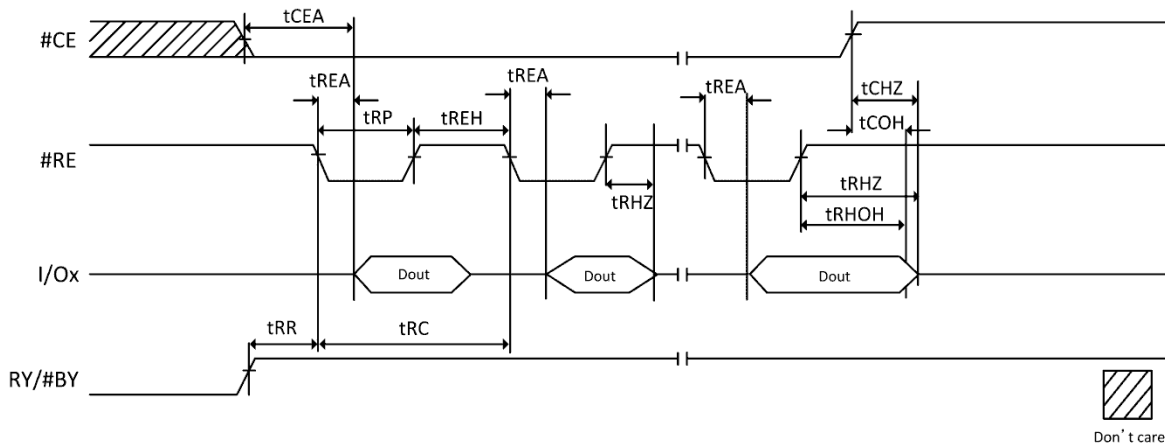 tCEA
#CE
tREA
tREA
tREA
tCHZ
tRP
tREH
tCOH
#RE
tRHZ
tRHZ
tRHOH
I/Ox
Dout
Dout
Dout
tRR
tRC
RY/#BY
Don't care